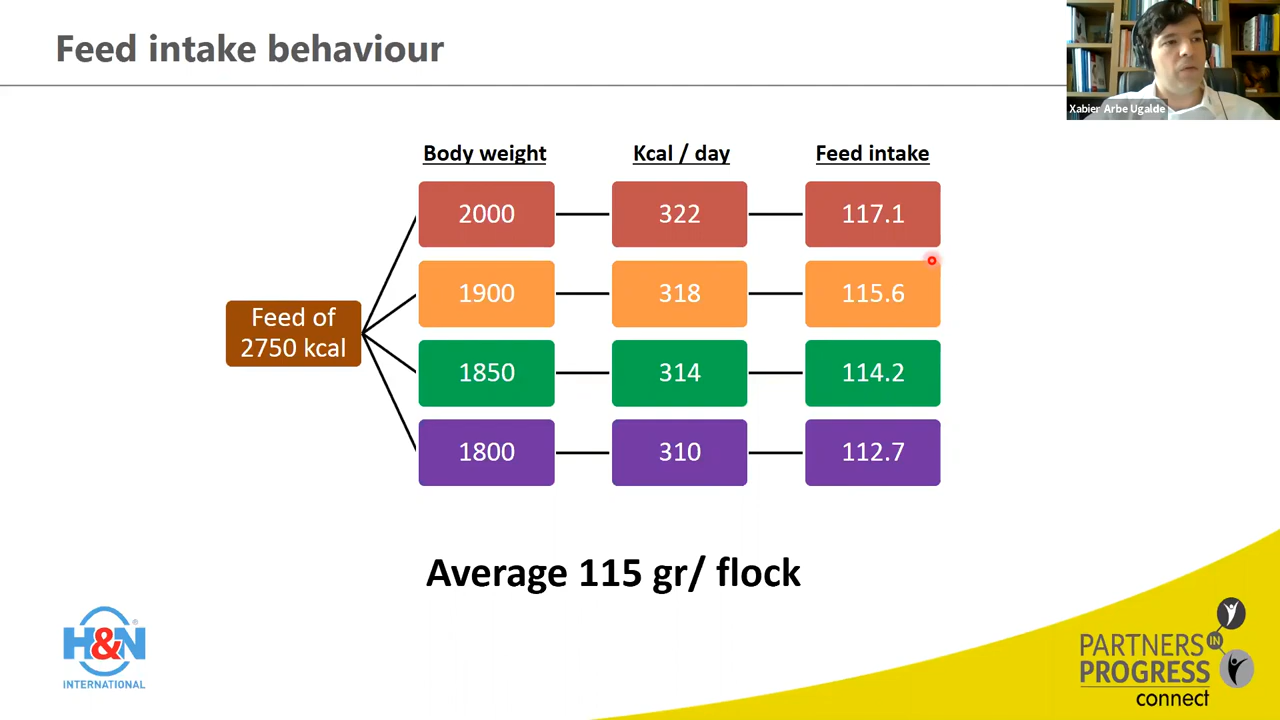 Feed intake behaviour
Xabier Arbe Ugalde
Body weight Kcal / day Feed intake
2000 322 117.1
1900 318 115.6
Feed of
2750 kcal
1850 314 114.2
1800 310 112.7
Average 115 gr/ flock
H&N
INTERNATIONAL
PARTNERS IN
PROGRESS
connect